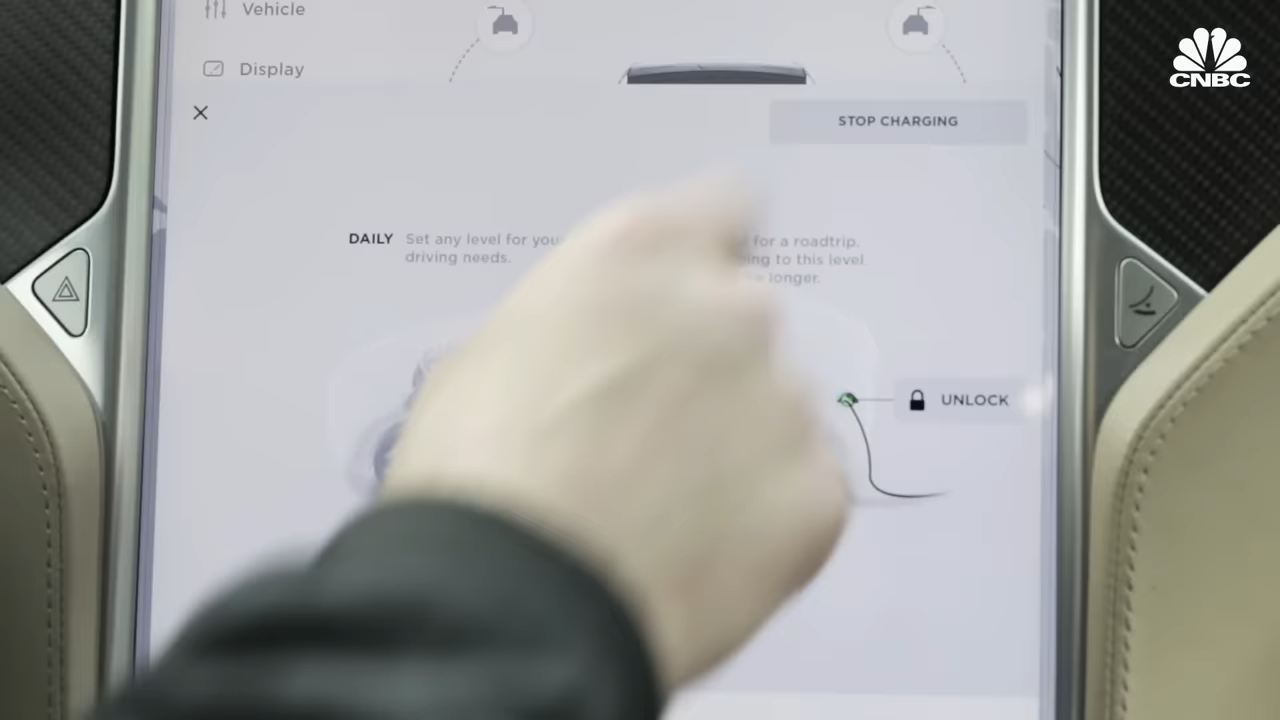 Vehicle
Display
CNBC
STOP CHARGING
DAILY Set any level for you
driving needs.
for a roadtrip.
to this level
longer.
UNLOCK